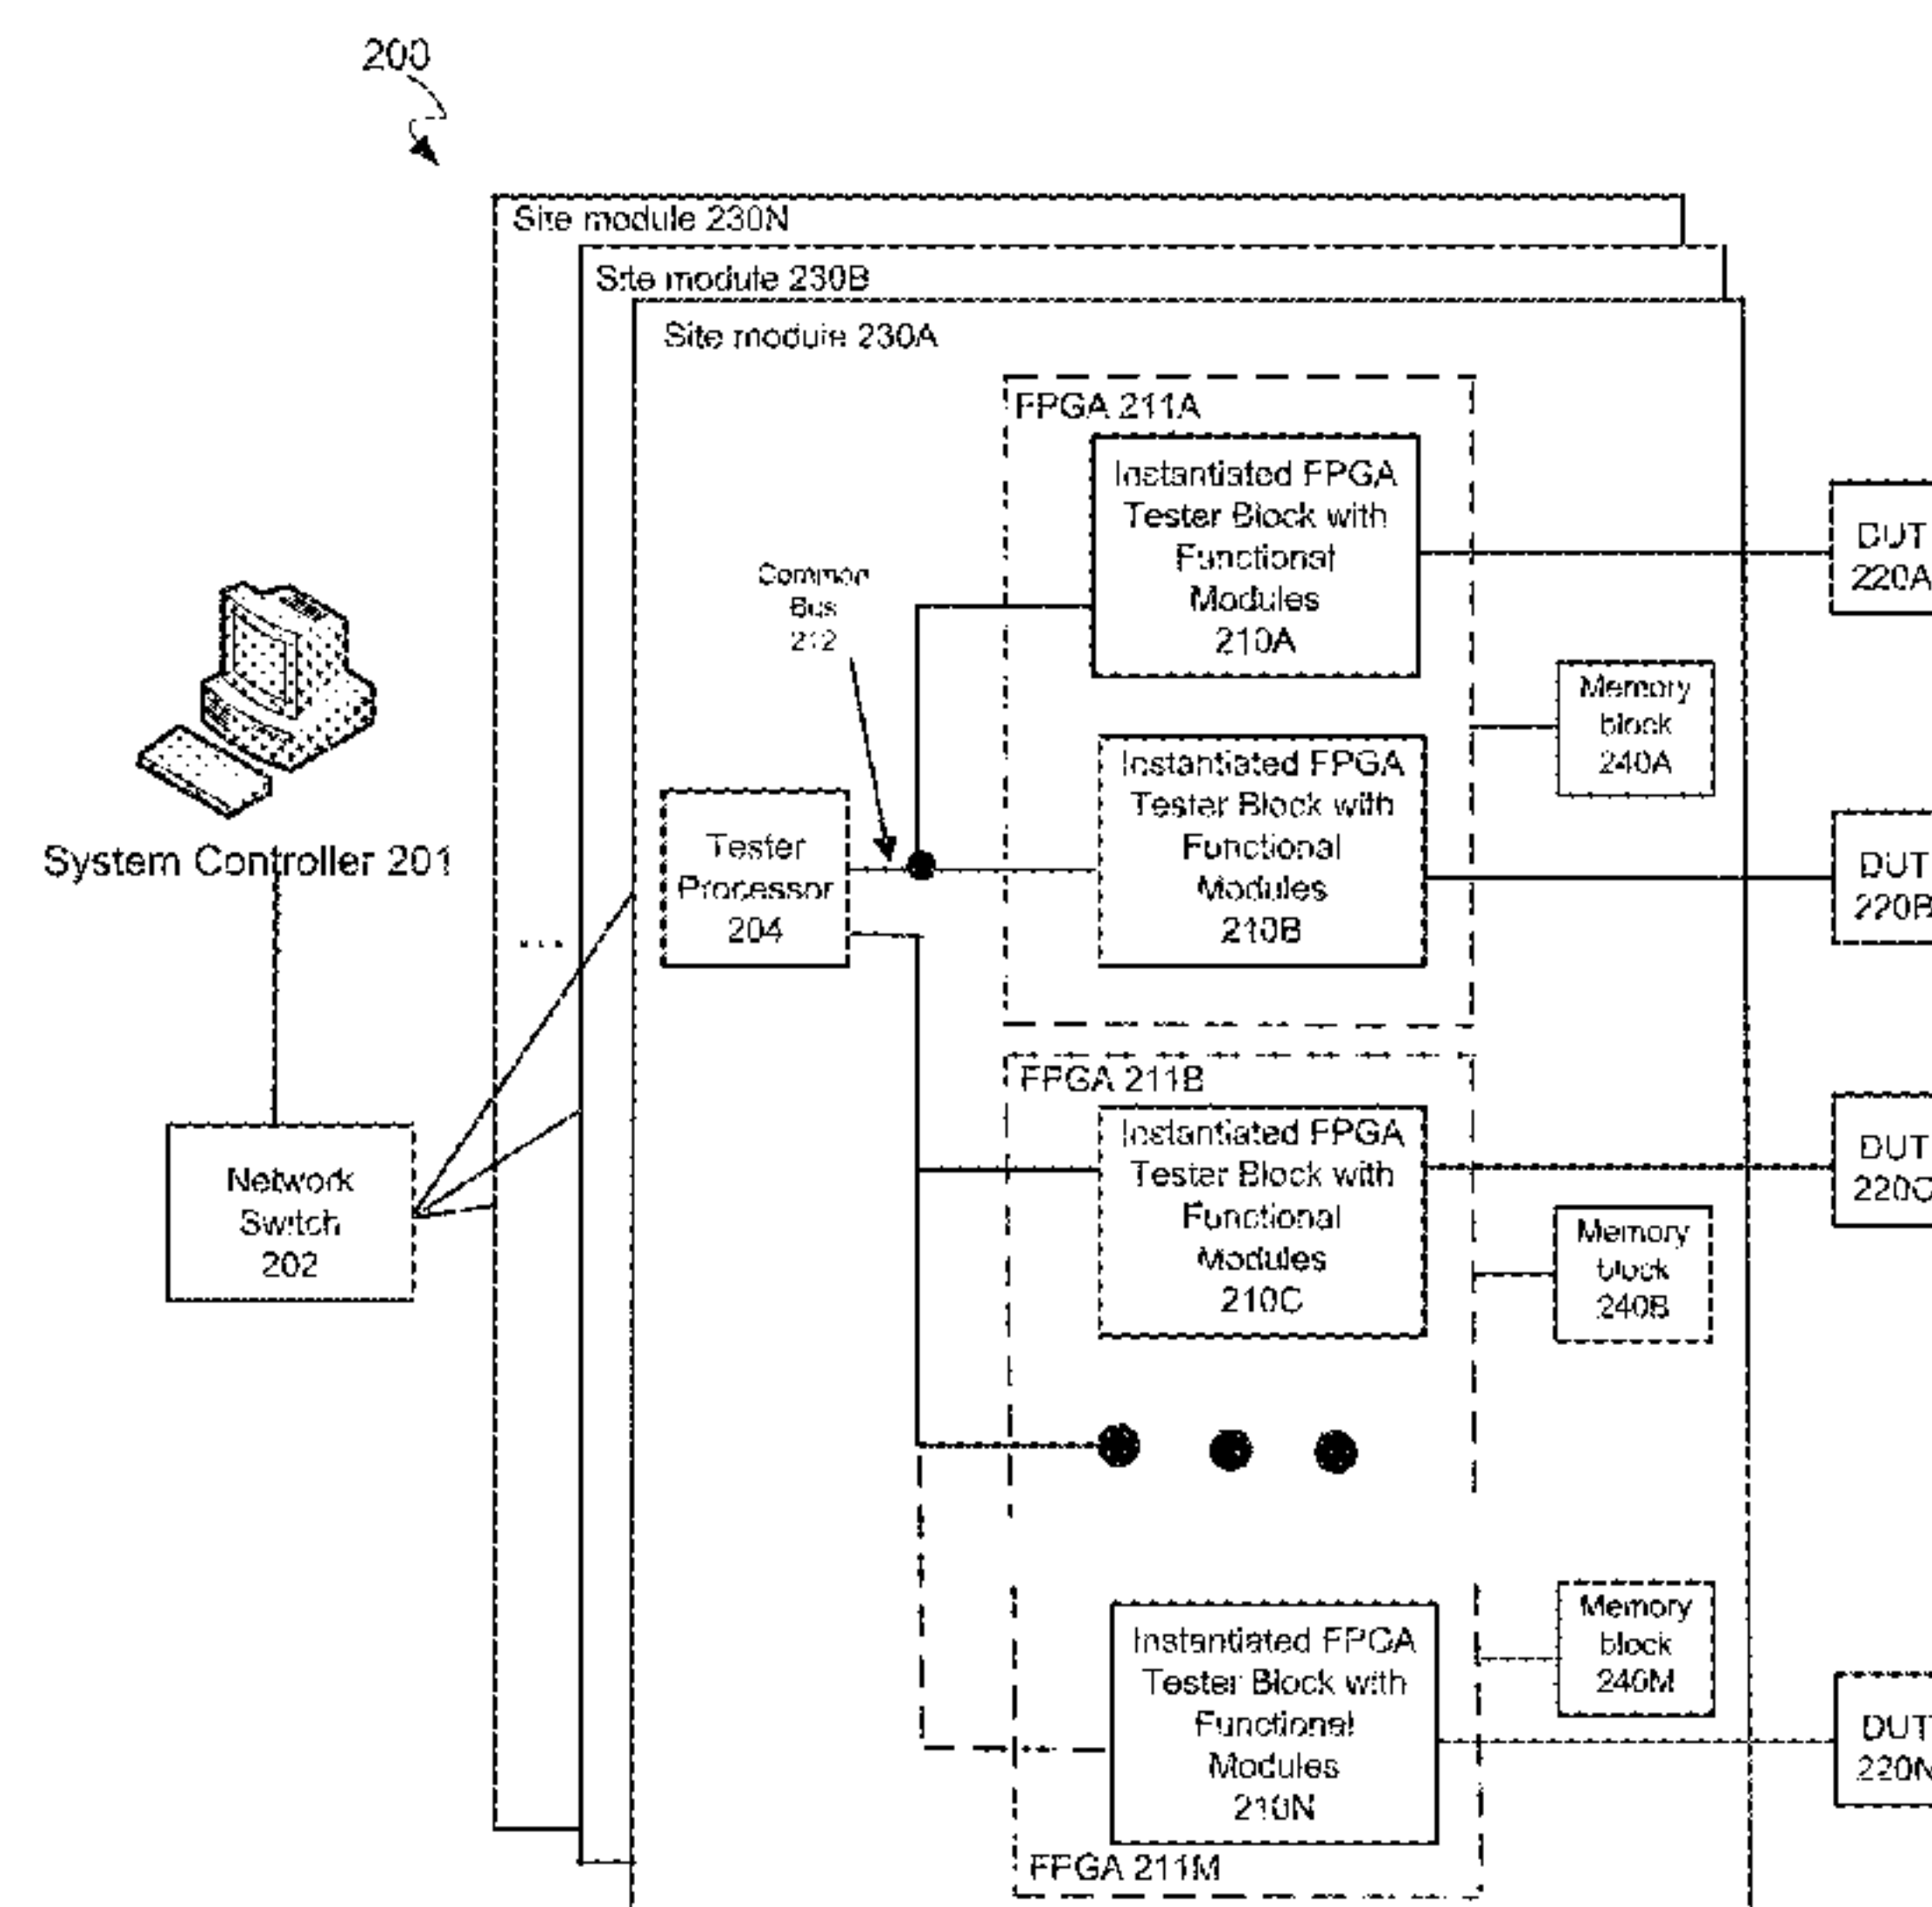 200
Site module 230N
Site module 230B
Site module 230A
FPGA 211A
Instantiated FPGA
Tester Block with
Functional
Modules
210A
DUT
220A
Common
Bus
212
Memory
block
240A
Instantiated FPGA
Tester Block with
Functional
Modules
210B
Tester
Processor
204
DUT
220B
System Controller 201
...
FPGA 211B
Instantiated FPGA
Tester Block with
Functional
Modules
210C
DUT
220C
Network
Switch
202
Memory
block
240B
Memory
block
240M
Instantiated FPGA
Tester Block with
Functional
Modules
210N
DUT
220N
FPGA 211M